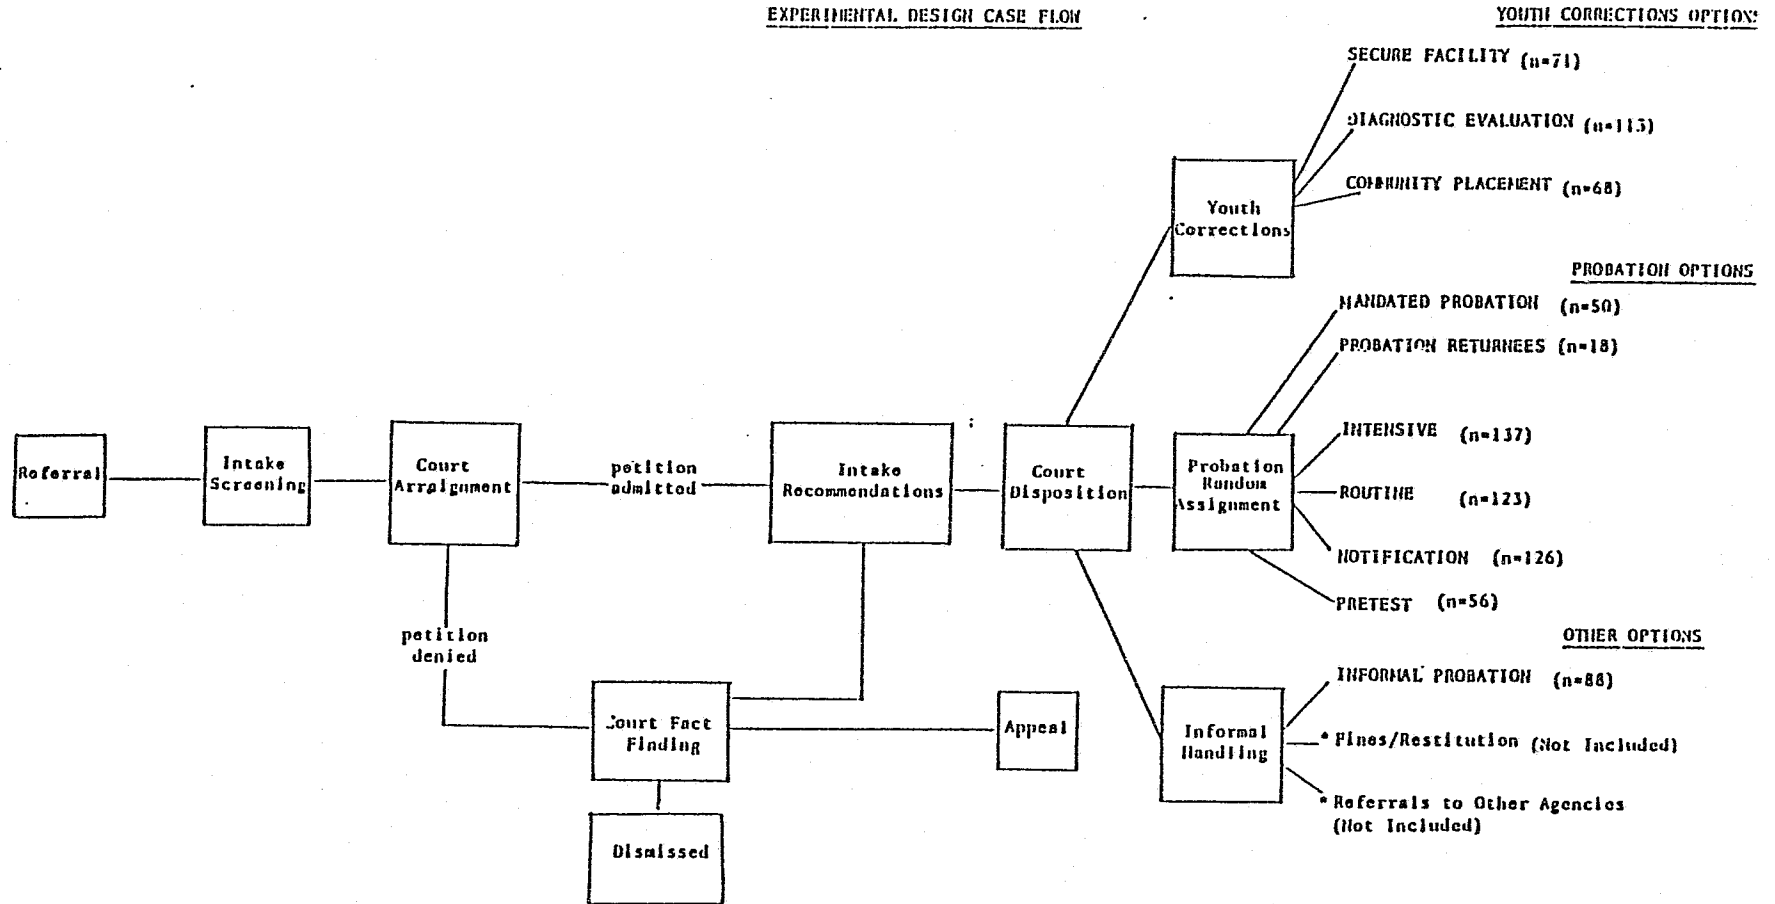 EXPERIMENTAL DESIGN CASE FLOW
YOUTH CORRECTIONS OPTIONS
SECURE FACILITY (n=71)
DIAGNOSTIC EVALUATION (n=113)
COMMUNITY PLACEMENT (n=68)
Youth
Corrections
PROBATION OPTIONS
MANDATED PROBATION (n=50)
PROBATION RETURNEES (n=18)
INTENSIVE (n=137)
ROUTINE (n=123)
NOTIFICATION (n=126)
PRETEST (n=56)
Referral
Intake
Screening
Court
Arraignment
petition
admitted
Intake
Recommendations
Court
Disposition
Probation
Random
Assignment
petition
denied
OTHER OPTIONS
INFORMAL PROBATION (n=88)
* Fines/Restitution (Not Included)
* Referrals to Other Agencies
(Not Included)
Court Fact
Finding
Appeal
Informal
Handling
Dismissed